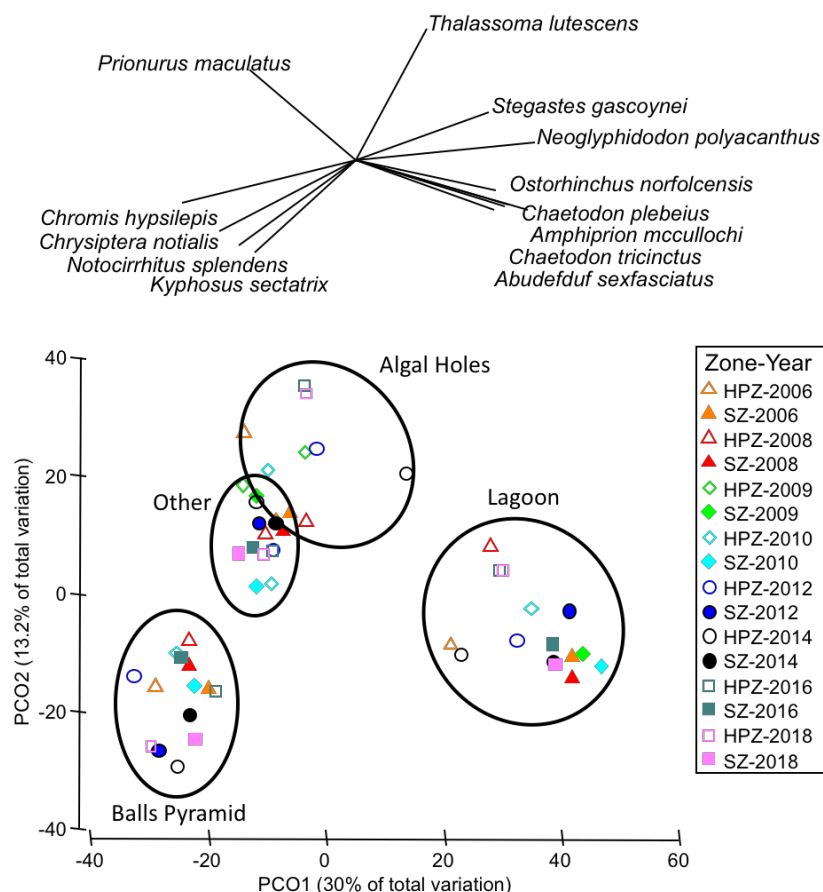 Thalassoma lutescens
Prionurus maculatus
Stegastes gascoynei
Neoglyphidodon polyacanthus
Ostorhinchus norfolcensis
Chromis hypsilepis
Chaetodon plebeius
Chrysiptera notialis
Amphiprion mccullochi
Notocirrhitus splendens
Chaetodon tricinctus
Kyphosus sectatrix
Abudefduf sexfasciatus
40
Algal Holes
Zone-Year
HPZ-2006
SZ-2006
HPZ-2008
SZ-2008
HPZ-2009
SZ-2009
HPZ-2010
SZ-2010
HPZ-2012
SZ-2012
HPZ-2014
SZ-2014
HPZ-2016
SZ-2016
HPZ-2018
SZ-2018
20
Other
Lagoon
0
PCO2 (13.2% of total variation)
-20
Balls Pyramid
-40
-40
-20
0
20
40
60
PCO1 (30% of total variation)